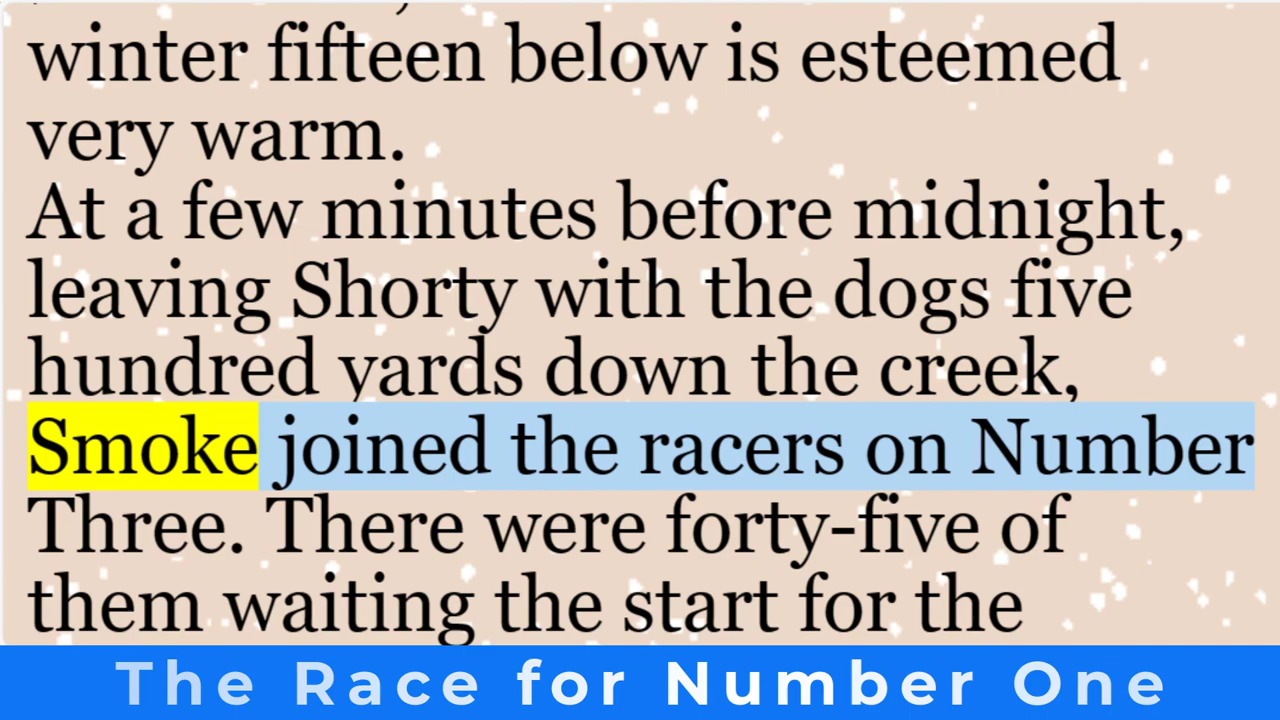 winter fifteen below is esteemed
very warm.
At a few minutes before midnight,
leaving Shorty with the dogs five
hundred yards down the creek,
Smoke joined the racers on Number
Three. There were forty-five of
them waiting the start for the
The Race for Number One